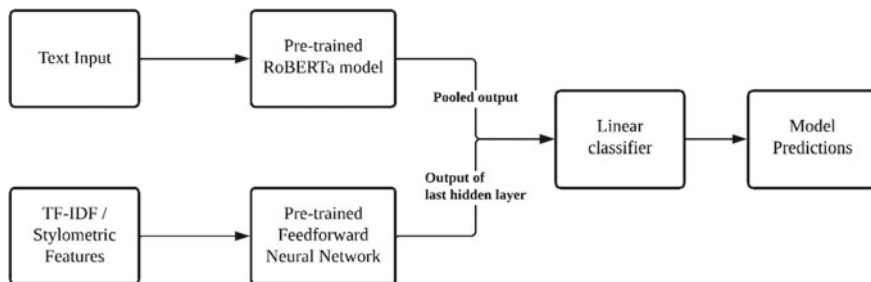 Text Input
Pre-trained
RoBERTa model
Pooled output
Linear
classifier
Model
Predictions
Output of
last hidden layer
TF-IDF /
Stylometric
Features
Pre-trained
Feedforward
Neural Network